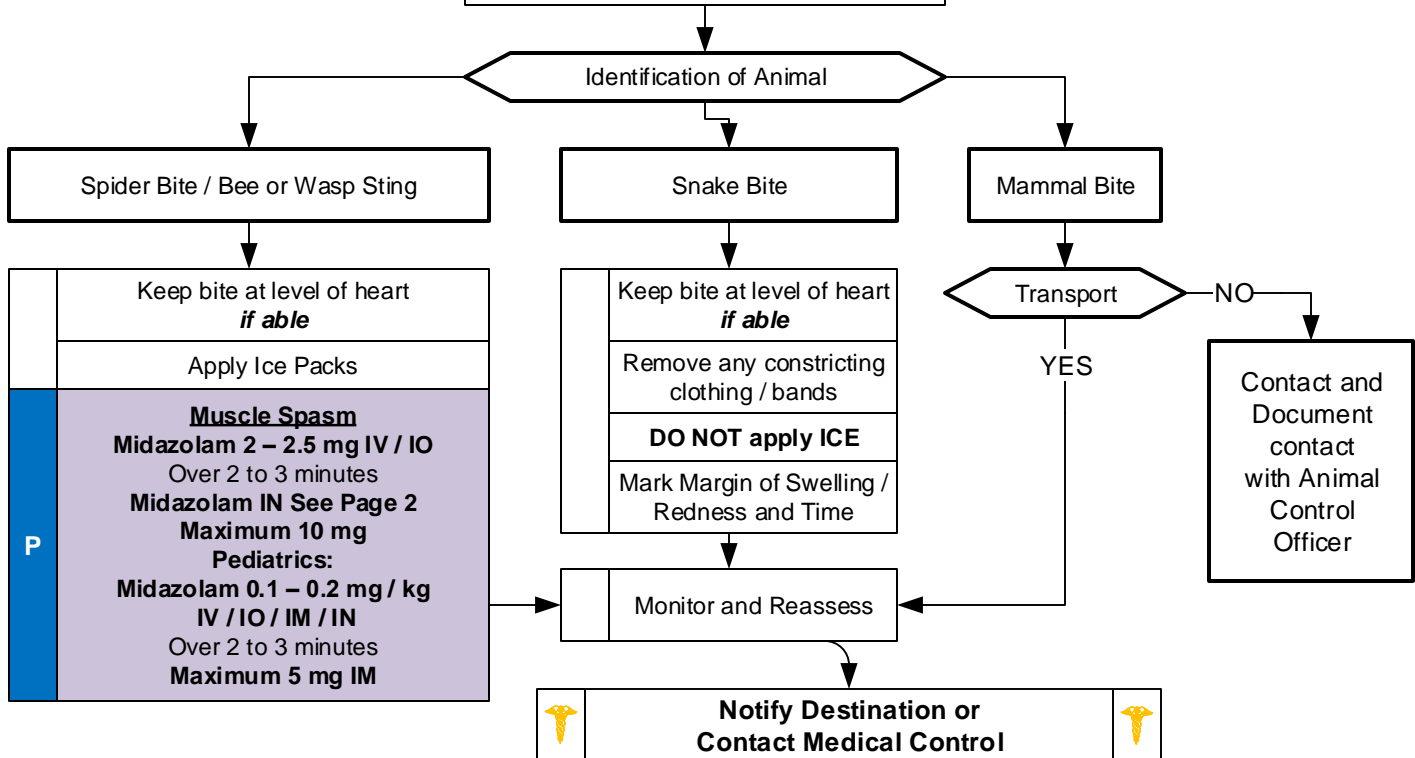 Identification of Animal
Spider Bite / Bee or Wasp Sting
Snake Bite
Mammal Bite
Keep bite at level of heart
if able
Apply Ice Packs
P
Muscle Spasm
Midazolam 2 – 2.5 mg IV / IO
Over 2 to 3 minutes
Midazolam IN See Page 2
Maximum 10 mg
Pediatrics:
Midazolam 0.1 – 0.2 mg / kg
IV / IO / IM / IN
Over 2 to 3 minutes
Maximum 5 mg IM
Keep bite at level of heart
if able
Remove any constricting
clothing / bands
DO NOT apply ICE
Mark Margin of Swelling /
Redness and Time
Transport
NO
YES
Contact and
Document
contact
with Animal
Control
Officer
Monitor and Reassess
Notify Destination or
Contact Medical Control